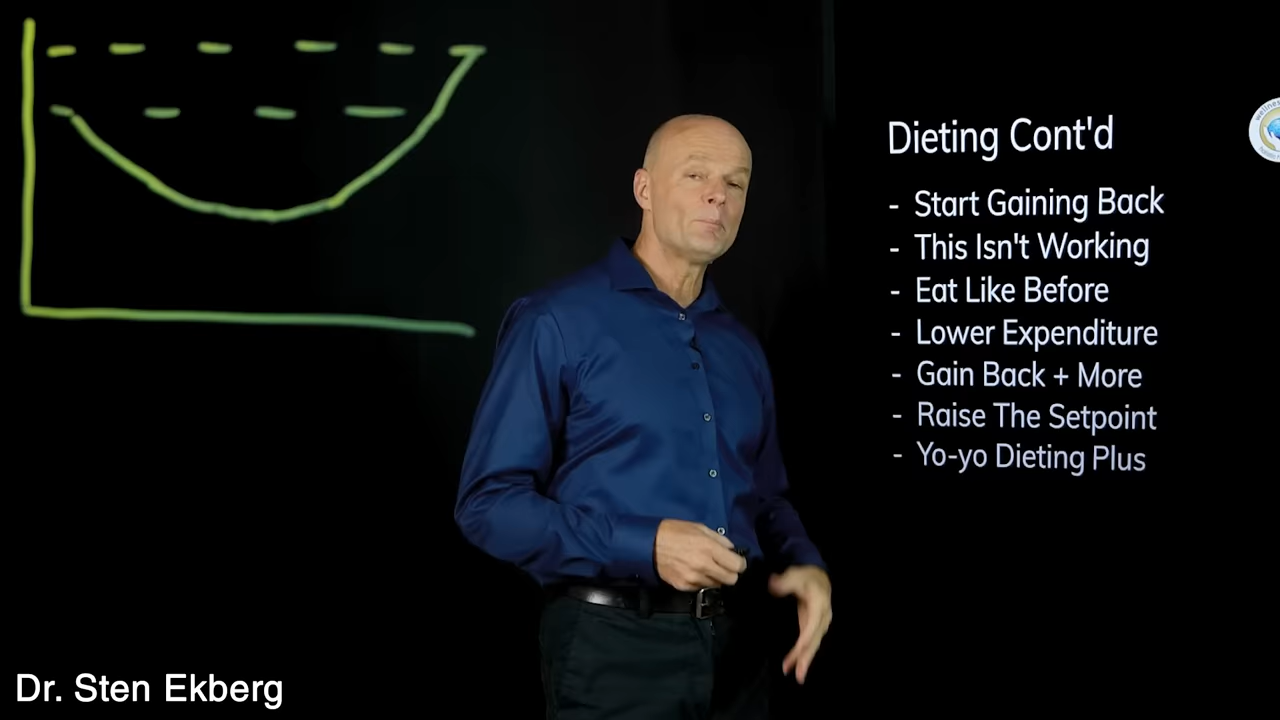 Dieting Cont'd
- Start Gaining Back
- This Isn't Working
- Eat Like Before
- Lower Expenditure
- Gain Back + More
- Raise The Setpoint
- Yo-yo Dieting Plus
Dr. Sten Ekberg